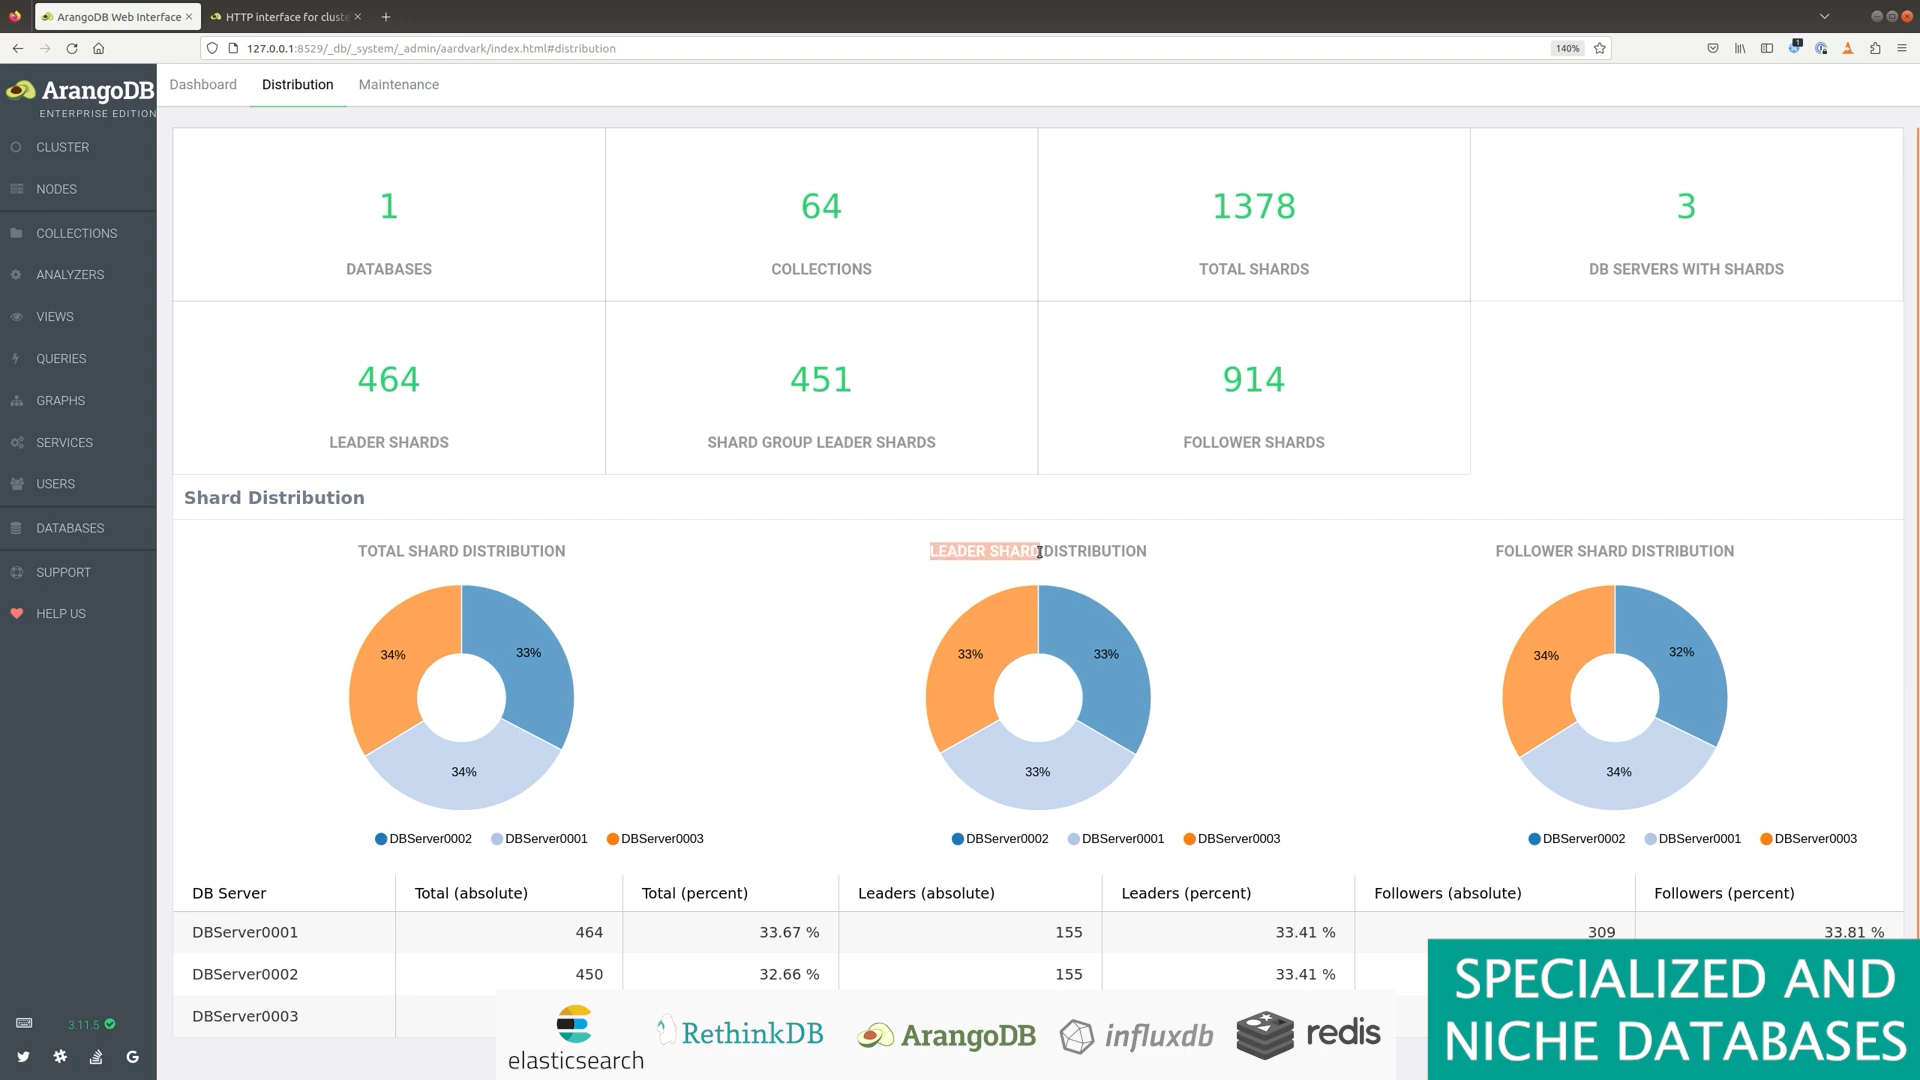 ArangoDB Web Interface
HTTP interface for cluste
127.0.0.1:8529/_db/_system/_admin/aardvark/index.html#distribution
140%
1
ArangoDB
ENTERPRISE EDITION
Dashboard
Distribution
Maintenance
CLUSTER
NODES
COLLECTIONS
ANALYZERS
VIEWS
QUERIES
GRAPHS
SERVICES
USERS
DATABASES
SUPPORT
HELP US
3.11.5
1
DATABASES
64
COLLECTIONS
1378
TOTAL SHARDS
3
DB SERVERS WITH SHARDS
464
LEADER SHARDS
451
SHARD GROUP LEADER SHARDS
914
FOLLOWER SHARDS
Shard Distribution
TOTAL SHARD DISTRIBUTION
34%
33%
34%
DBServer0002 DBServer0001 DBServer0003
LEADER SHARD DISTRIBUTION
33%
33%
33%
DBServer0002 DBServer0001 DBServer0003
FOLLOWER SHARD DISTRIBUTION
34%
32%
34%
DBServer0002 DBServer0001 DBServer0003
DB Server Total (absolute) Total (percent) Leaders (absolute) Leaders (percent) Followers (absolute) Followers (percent)
DBServer0001 464 33.67 % 155 33.41 % 309 33.81 %
DBServer0002 450 32.66 % 155 33.41 %
DBServer0003
elasticsearch
RethinkDB
ArangoDB
influxdb
redis
SPECIALIZED AND
NICHE DATABASES